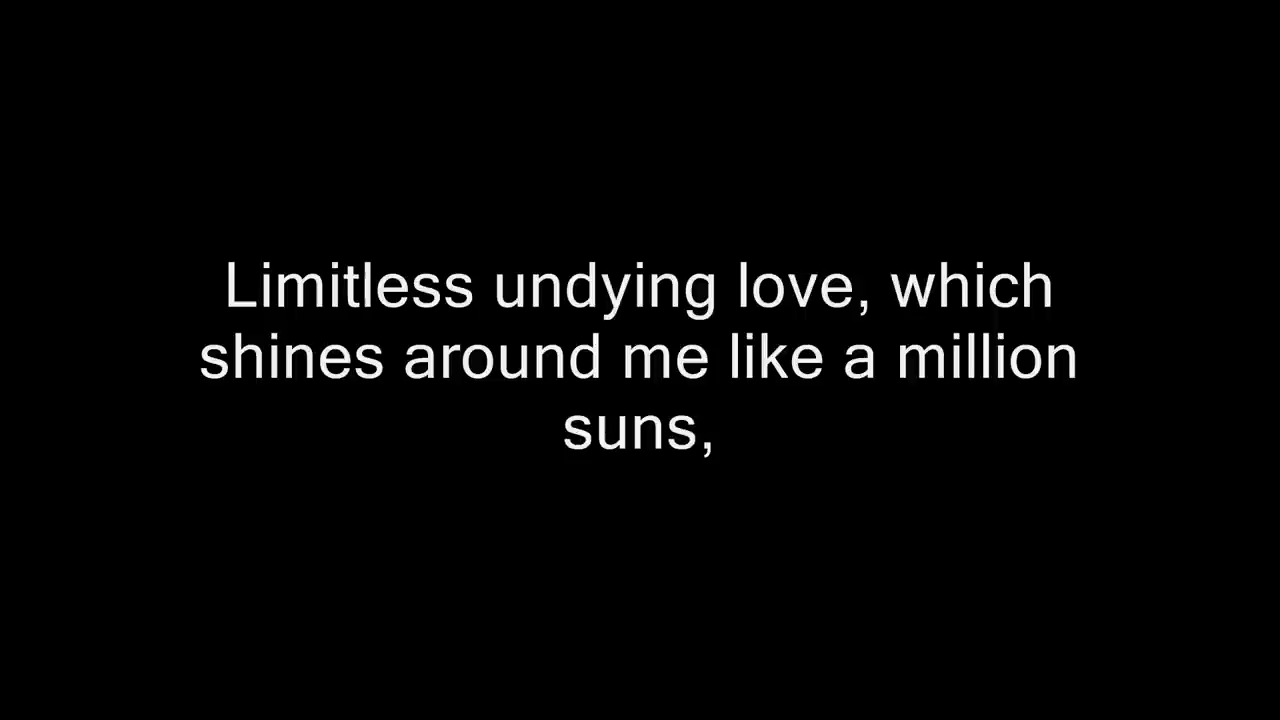 Limitless undying love, which
shines around me like a million
suns,